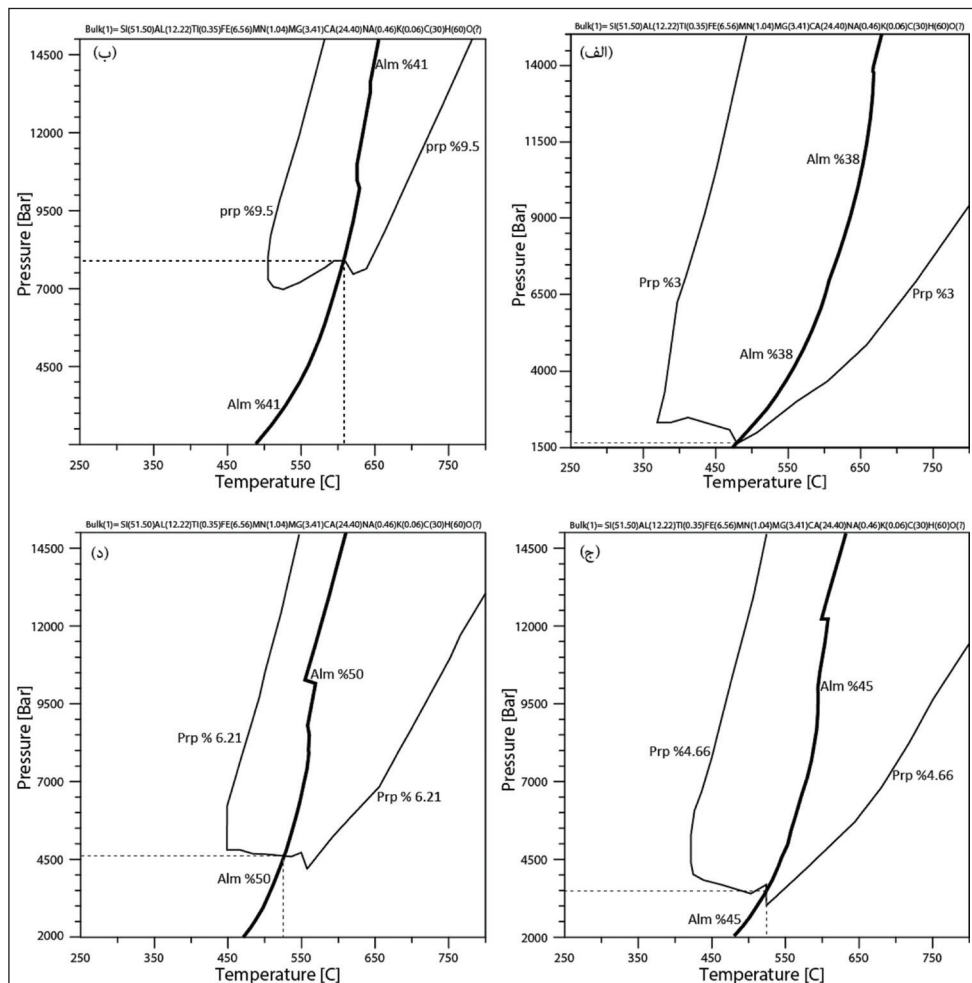 Bulk(1)= SI(51.50)AL(12.22)TI(0.35)FE(6.56)MN(1.04)MG(3.41)CA(24.40)NA(0.46)K(0.06)C(30)H(60)O(?)
(ب)
Pressure [Bar]
14500
12000
9500
7000
4500
Alm %41
prp %9.5
prp %9.5
Alm %41
250
350
450
550
650
750
Temperature [C]
Bulk(1)= SI(51.50)AL(12.22)TI(0.35)FE(6.56)MN(1.04)MG(3.41)CA(24.40)NA(0.46)K(0.06)C(30)H(60)O(?)
(الف)
Pressure [Bar]
14000
11500
9000
6500
4000
1500
Alm %38
Prp %3
Prp %3
Alm %38
250
350
450
550
650
750
Temperature [C]
Bulk(1)= SI(51.50)AL(12.22)TI(0.35)FE(6.56)MN(1.04)MG(3.41)CA(24.40)NA(0.46)K(0.06)C(30)H(60)O(?)
(د)
Pressure [Bar]
14500
12000
9500
7000
4500
2000
Alm %50
Prp % 6.21
Prp % 6.21
Alm %50
250
350
450
550
650
750
Temperature [C]
Bulk(1)= SI(51.50)AL(12.22)TI(0.35)FE(6.56)MN(1.04)MG(3.41)CA(24.40)NA(0.46)K(0.06)C(30)H(60)O(?)
(ج)
Pressure [Bar]
14500
12000
9500
7000
4500
2000
Alm %45
Prp %4.66
Prp %4.66
Alm %45
250
350
450
550
650
750
Temperature [C]